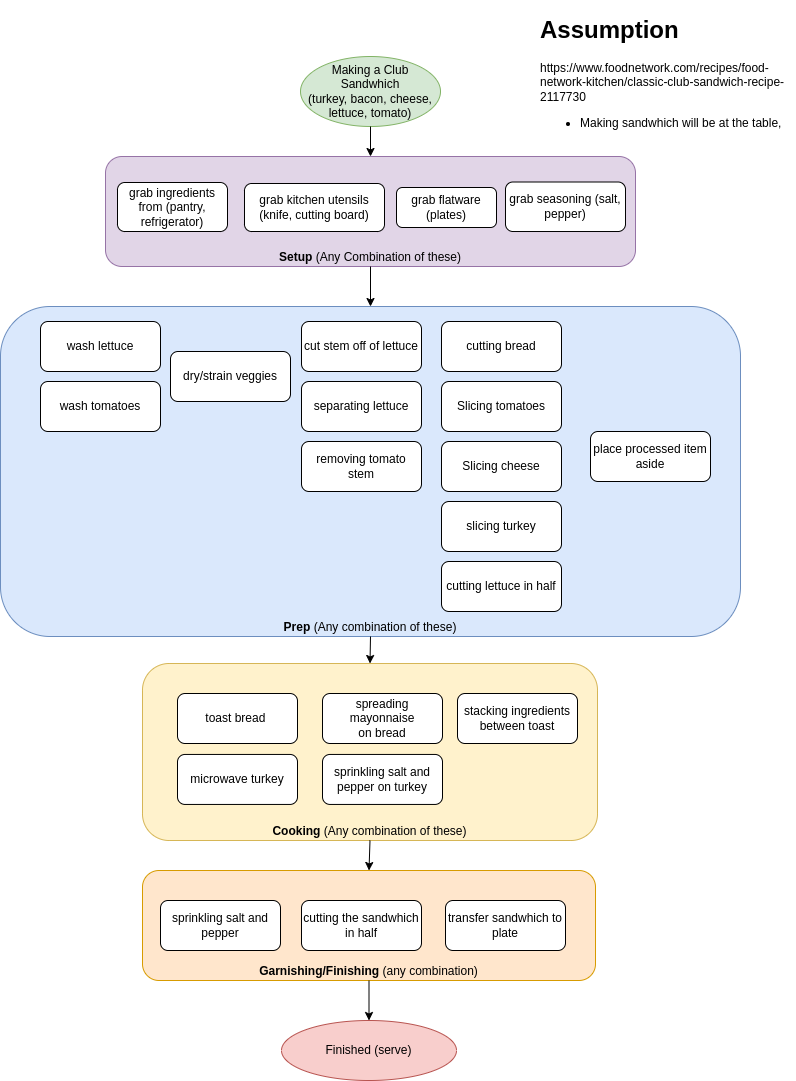 Assumption
https://www.foodnetwork.com/recipes/food-
network-kitchen/classic-club-sandwich-recipe-
2117730
• Making sandwhich will be at the table,
Making a Club
Sandwhich
(turkey, bacon, cheese,
lettuce, tomato)
grab ingredients
from (pantry,
refrigerator)
grab kitchen utensils
(knife, cutting board)
grab flatware
(plates)
grab seasoning (salt,
pepper)
Setup (Any Combination of these)
wash lettuce
wash tomatoes
dry/strain veggies
cut stem off of lettuce
separating lettuce
removing tomato
stem
cutting bread
Slicing tomatoes
Slicing cheese
slicing turkey
cutting lettuce in half
place processed item
aside
Prep (Any combination of these)
toast bread
microwave turkey
spreading
mayonnaise
on bread
sprinkling salt and
pepper on turkey
stacking ingredients
between toast
Cooking (Any combination of these)
sprinkling salt and
pepper
cutting the sandwhich
in half
transfer sandwhich to
plate
Garnishing/Finishing (any combination)
Finished (serve)